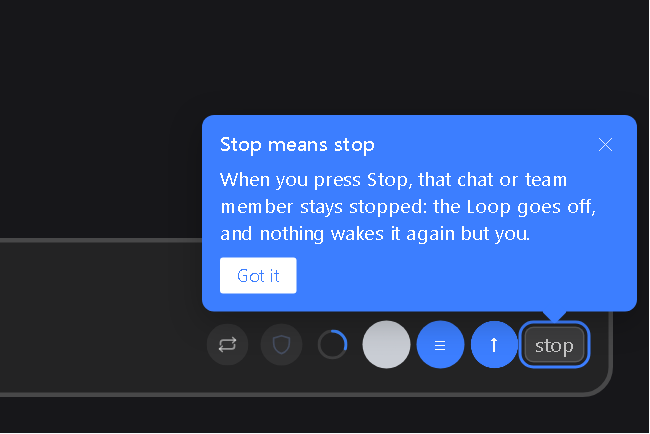 Stop means stop
When you press Stop, that chat or team
member stays stopped: the Loop goes off,
and nothing wakes it again but you.
Got it
stop